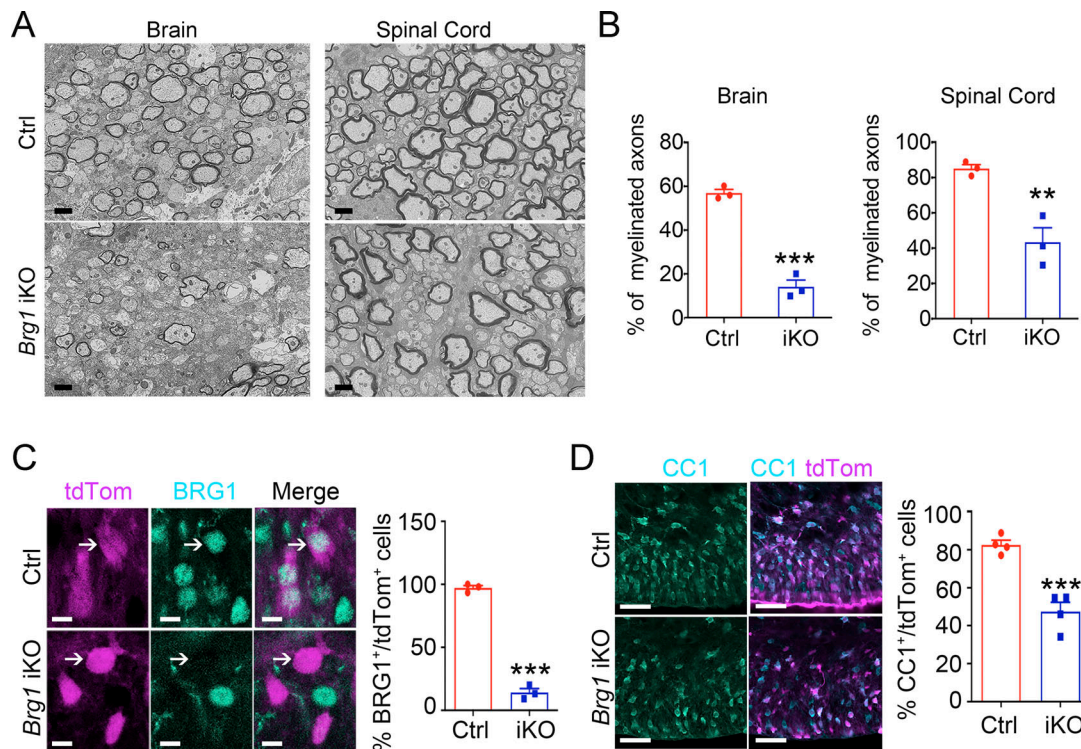 A
Brain
Spinal Cord
Ctrl
Brg1 iKO
B
Brain
% of myelinated axons
80
60
40
20
0
***
Ctrl
iKO
Spinal Cord
% of myelinated axons
100
80
60
40
20
0
**
Ctrl
iKO
C
tdTom
BRG1
Merge
Ctrl
Brg1 iKO
% BRG1+/tdTom+ cells
150
100
50
0
***
Ctrl
iKO
D
CC1
CC1 tdTom
Ctrl
Brg1 iKO
% CC1+/tdTom+ cells
100
80
60
40
20
0
***
Ctrl
iKO